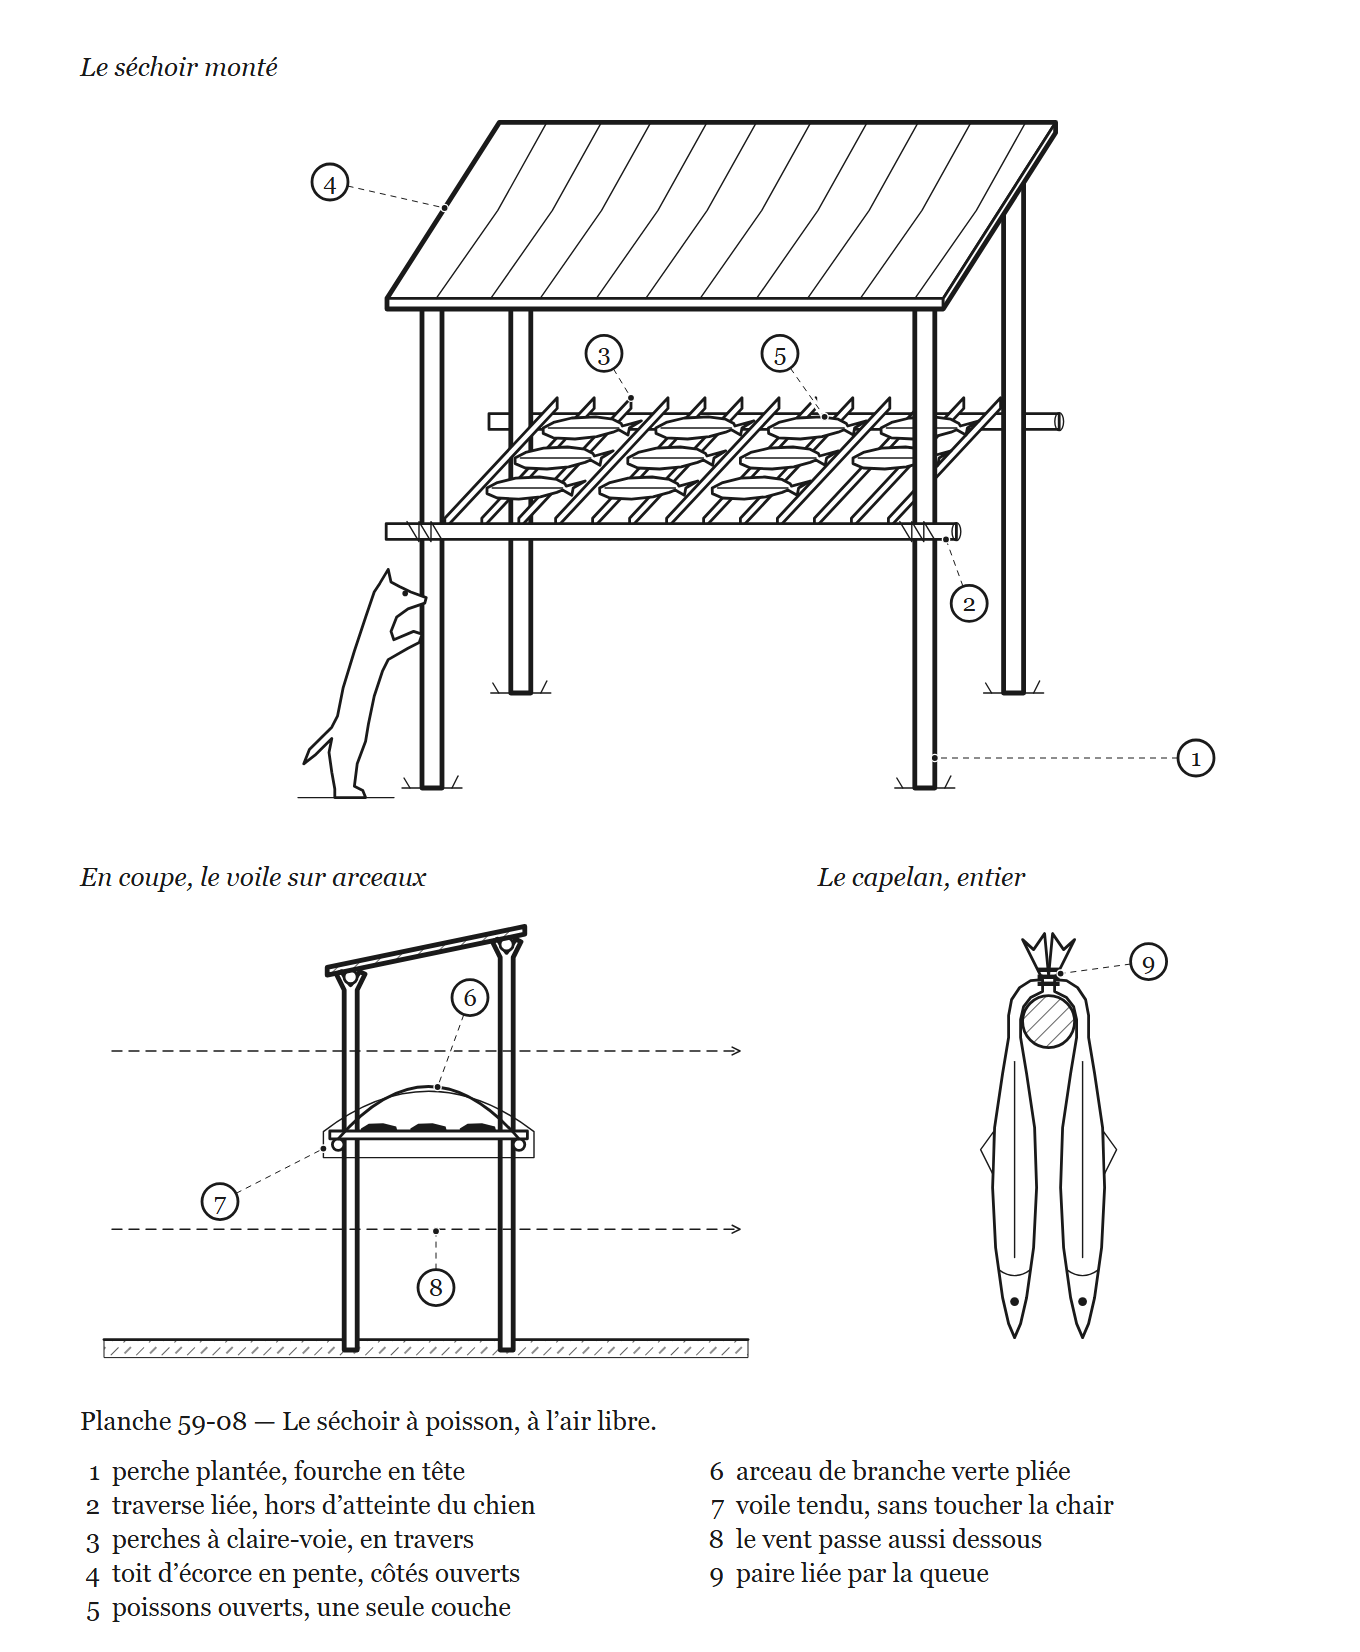 Le séchoir monté
4
3
5
2
1
En coupe, le voile sur arceaux
Le capelan, entier
9
6
7
8
Planche 59-08 — Le séchoir à poisson, à l’air libre.
1 perche plantée, fourche en tête
2 traverse liée, hors d’atteinte du chien
3 perches à claire-voie, en travers
4 toit d’écorce en pente, côtés ouverts
5 poissons ouverts, une seule couche
6 arceau de branche verte pliée
7 voile tendu, sans toucher la chair
8 le vent passe aussi dessous
9 paire liée par la queue